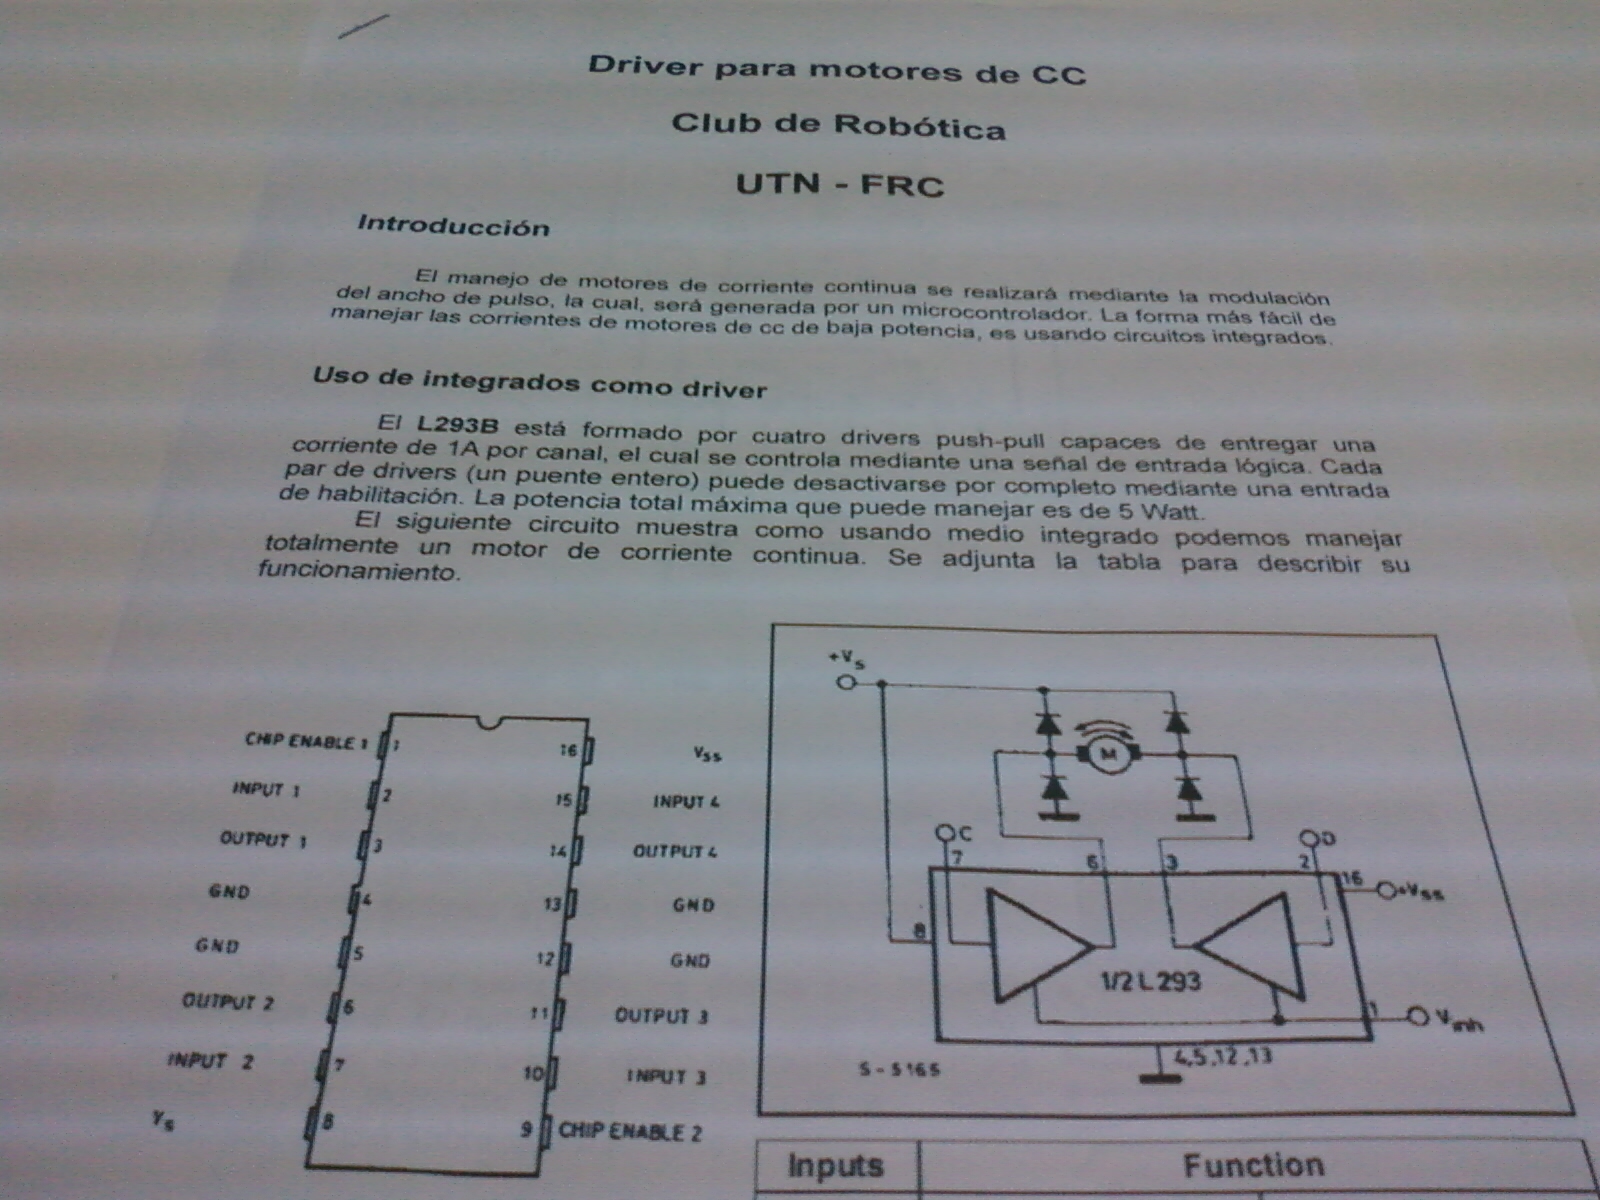 Driver para motores de CC
Club de Robótica
UTN - FRC
Introducción
El manejo de motores de corriente continua se realizará mediante la modulación
del ancho de pulso, la cual, será generada por un microcontrolador. La forma más fácil de
manejar las corrientes de motores de cc de baja potencia, es usando circuitos integrados.
Uso de integrados como driver
El L293B está formado por cuatro drivers push-pull capaces de entregar una
corriente de 1A por canal, el cual se controla mediante una señal de entrada lógica. Cada
par de drivers (un puente entero) puede desactivarse por completo mediante una entrada
de habilitación. La potencia total máxima que puede manejar es de 5 Watt.
El siguiente circuito muestra como usando medio integrado podemos manejar
totalmente un motor de corriente continua. Se adjunta la tabla para describir su
funcionamiento.
CHIP ENABLE 1 1 16 Vss
INPUT 1 2 15 INPUT 4
OUTPUT 1 3 14 OUTPUT 4
GND 4 13 GND
GND 5 12 GND
OUTPUT 2 6 11 OUTPUT 3
INPUT 2 7 10 INPUT 3
Vs 8 9 CHIP ENABLE 2
+Vs
M
C D
7 6 3 2 16 +Vss
8
1/2 L293
1 Vinh
4,5,12,13
S-5165
Inputs Function